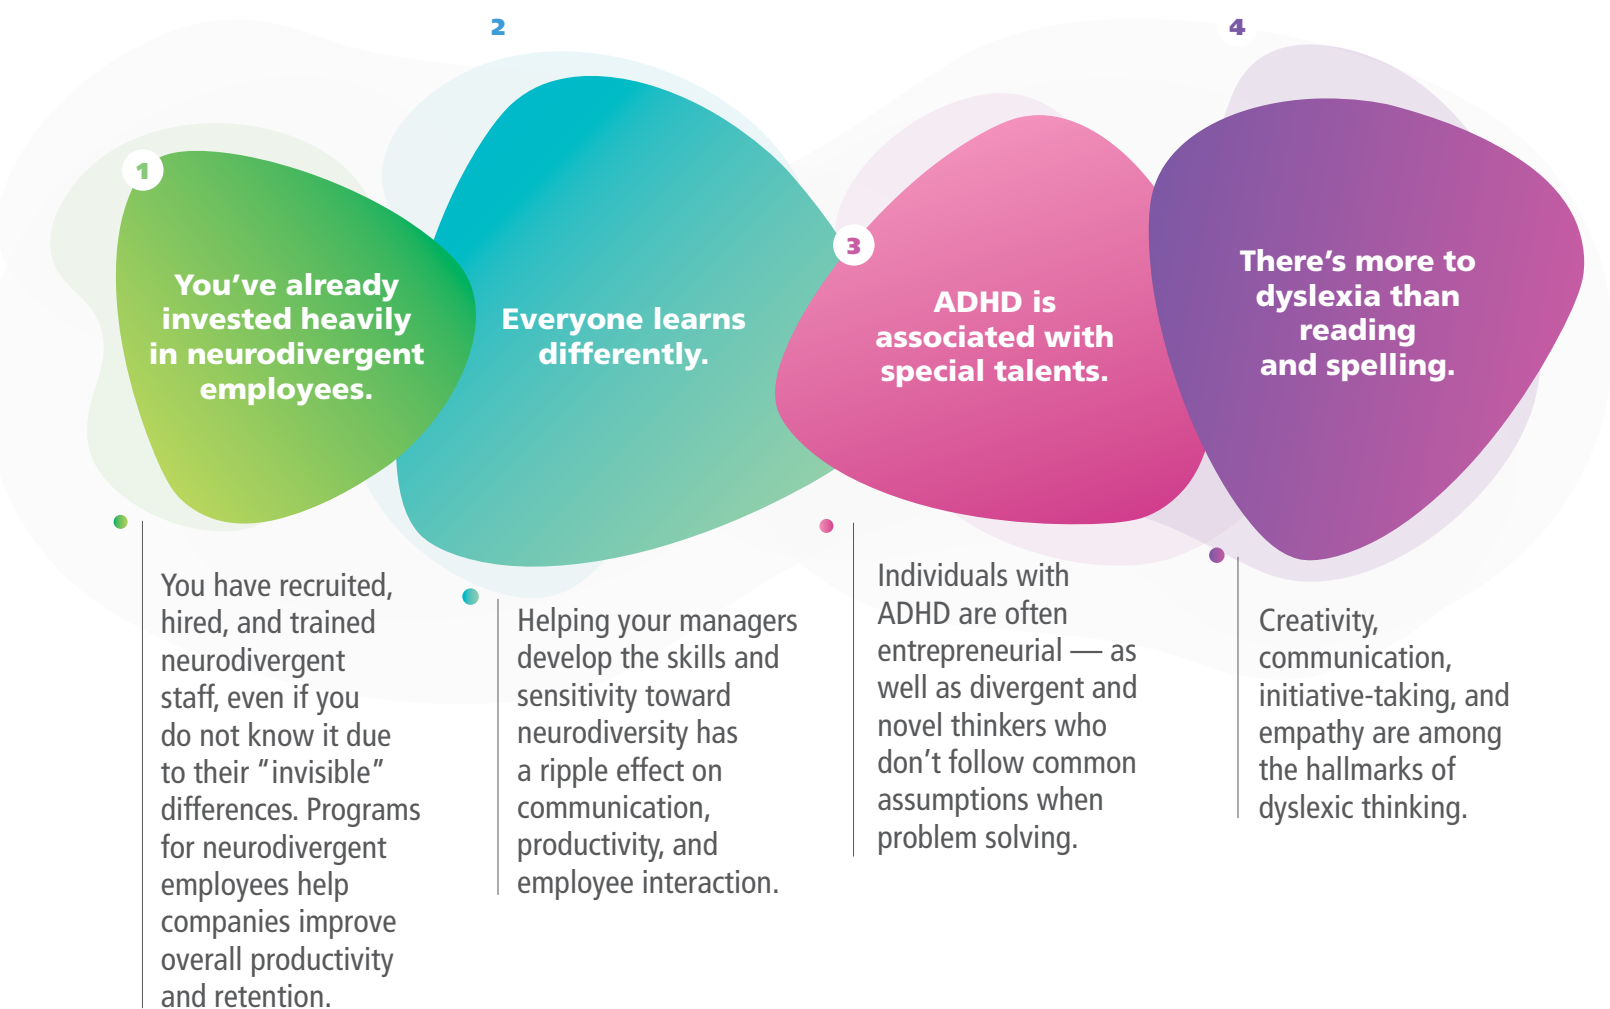 1
You've already
invested heavily
in neurodivergent
employees.
You have recruited,
hired, and trained
neurodivergent
staff, even if you
do not know it due
to their “invisible”
differences. Programs
for neurodivergent
employees help
companies improve
overall productivity
and retention.
2
Everyone learns
differently.
Helping your managers
develop the skills and
sensitivity toward
neurodiversity has
a ripple effect on
communication,
productivity, and
employee interaction.
3
ADHD is
associated with
special talents.
Individuals with
ADHD are often
entrepreneurial — as
well as divergent and
novel thinkers who
don't follow common
assumptions when
problem solving.
4
There's more to
dyslexia than
reading
and spelling.
Creativity,
communication,
initiative-taking, and
empathy are among
the hallmarks of
dyslexic thinking.